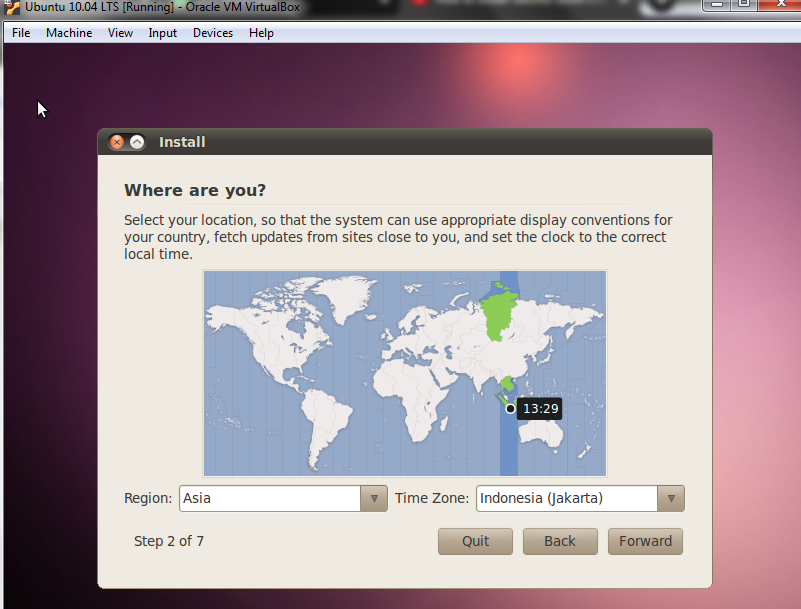 Ubuntu 10.04 LTS [Running] - Oracle VM VirtualBox
File Machine View Input Devices Help
Install
Where are you?
Select your location, so that the system can use appropriate display conventions for
your country, fetch updates from sites close to you, and set the clock to the correct
local time.
13:29
Region: Asia Time Zone: Indonesia (Jakarta)
Step 2 of 7 Quit Back Forward